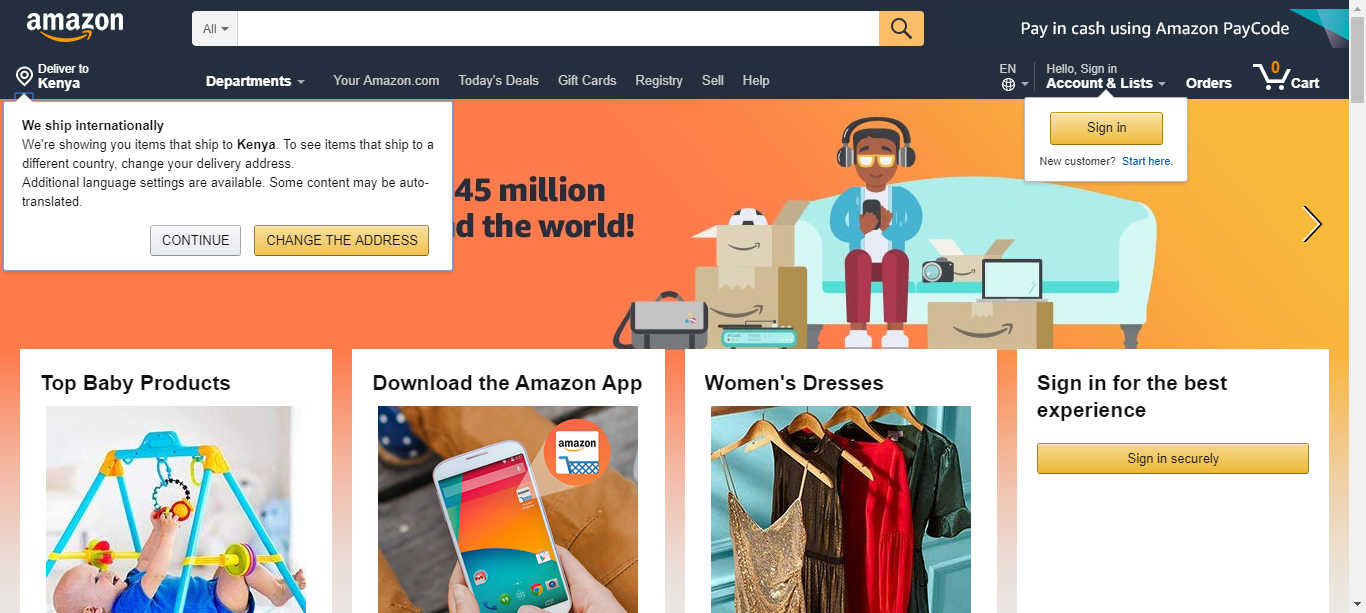 amazon
All
Pay in cash using Amazon PayCode
Deliver to
Kenya
Departments
Your Amazon.com
Today's Deals
Gift Cards
Registry
Sell
Help
EN
Hello, Sign in
Account & Lists
Orders
0
Cart
We ship internationally
We're showing you items that ship to Kenya. To see items that ship to a
different country, change your delivery address.
Additional language settings are available. Some content may be auto-
translated.
CONTINUE
CHANGE THE ADDRESS
Sign in
New customer? Start here.
45 million
the world!
Top Baby Products
Download the Amazon App
Women's Dresses
Sign in for the best
experience
amazon
Sign in securely